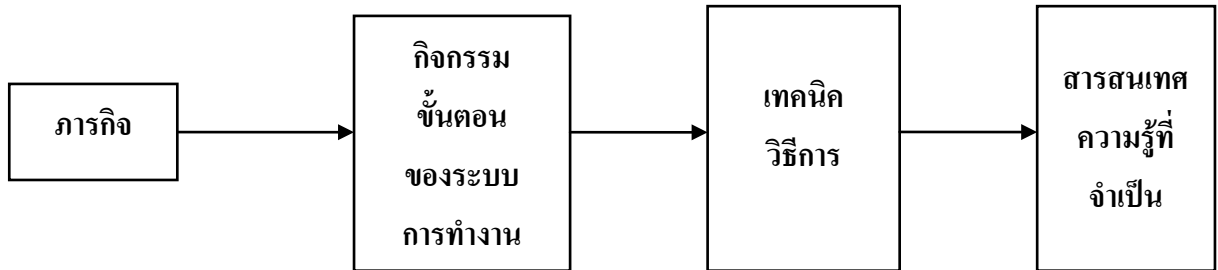 ภารกิจ
กิจกรรม
ขั้นตอน
ของระบบ
การทำงาน
เทคนิค
วิธีการ
สารสนเทศ
ความรู้ที่
จำเป็น